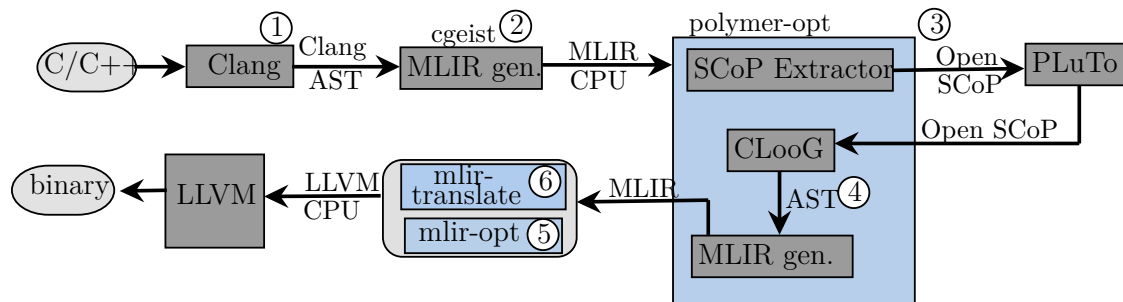 polymer-opt
③
①
Clang
cgeist
②
MLIR
Open
C/C++
Clang
AST
MLIR gen.
CPU
SCoP Extractor
SCoP
PLuTo
Open SCoP
CLooG
binary
LLVM
LLVM
CPU
mlir-
translate
⑥
MLIR
AST
④
mlir-opt
⑤
MLIR gen.